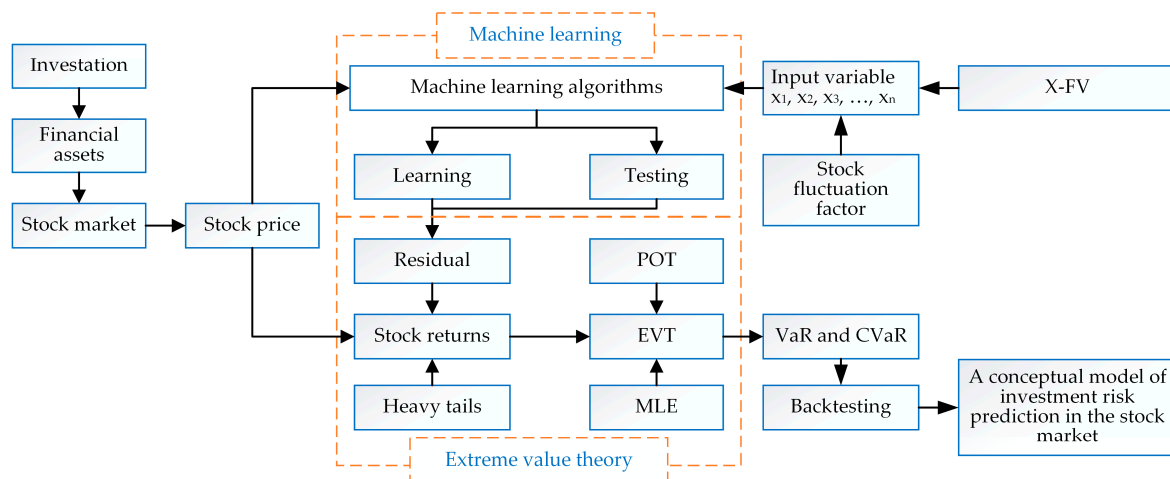 Machine learning
Investation
Machine learning algorithms
Input variable
x1, x2, x3, …, xn
X-FV
Financial
assets
Learning
Testing
Stock
fluctuation
factor
Stock market
Stock price
Residual
POT
Stock returns
EVT
VaR and CVaR
Heavy tails
MLE
Backtesting
A conceptual model of
investment risk
prediction in the stock
market
Extreme value theory